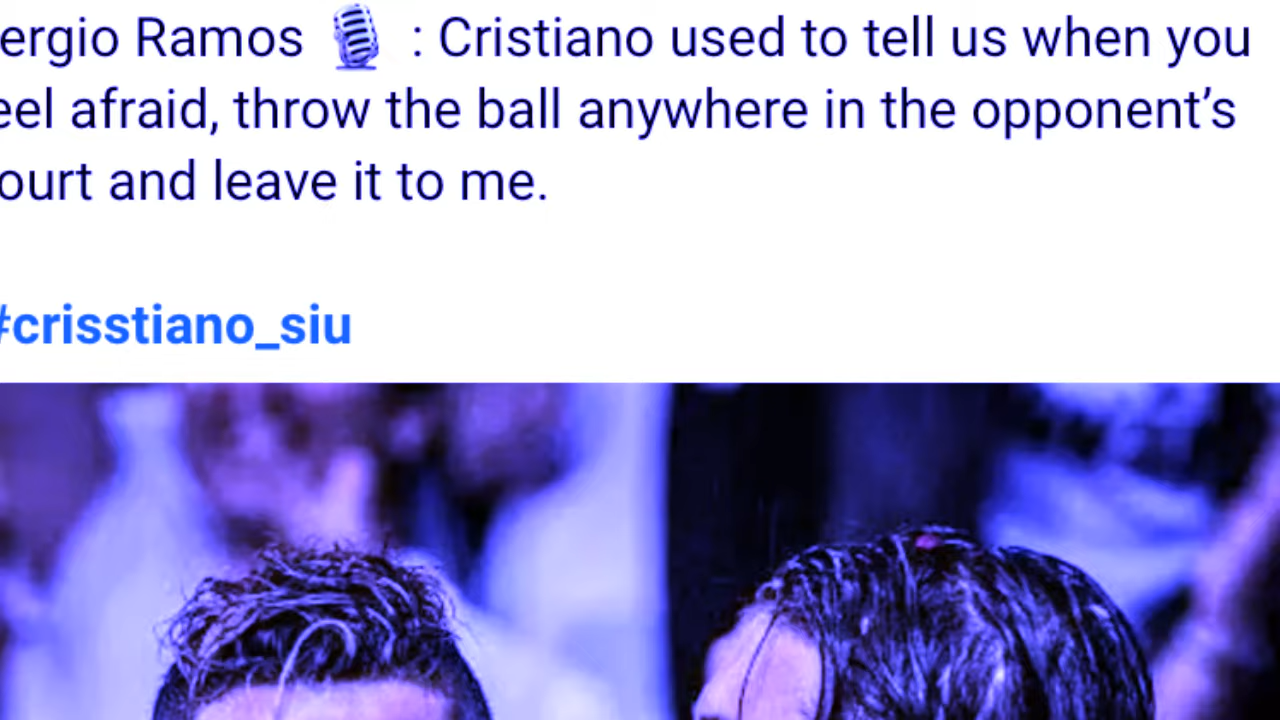 ergio Ramos 🎙 : Cristiano used to tell us when you
eel afraid, throw the ball anywhere in the opponent’s
ourt and leave it to me.
#crisstiano_siu